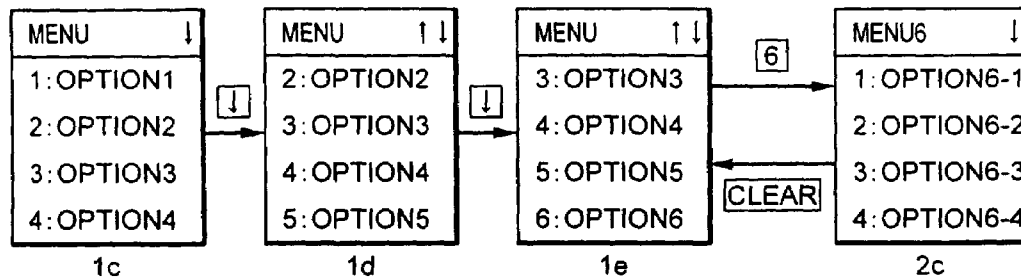 MENU ↓
1:OPTION1
2:OPTION2
3:OPTION3
4:OPTION4
1c
↓
MENU ↑↓
2:OPTION2
3:OPTION3
4:OPTION4
5:OPTION5
1d
↓
MENU ↑↓
3:OPTION3
4:OPTION4
5:OPTION5
6:OPTION6
1e
6
CLEAR
MENU6 ↓
1:OPTION6-1
2:OPTION6-2
3:OPTION6-3
4:OPTION6-4
2c